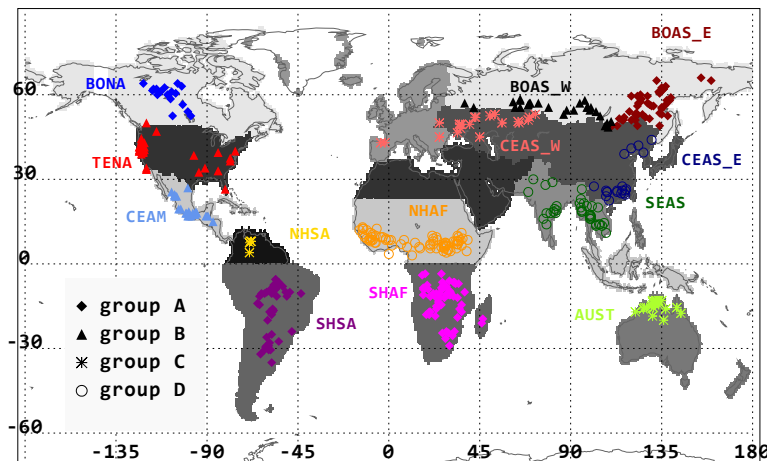 BOAS_E
BONA
BOAS_W
60
TENA
CEAS_W
CEAS_E
30
CEAM
NHAF
SEAS
NHSA
0
SHAF
group A
group B
SHSA
AUST
-30
group C
group D
-60
-135 -90 -45 0 45 90 135 180